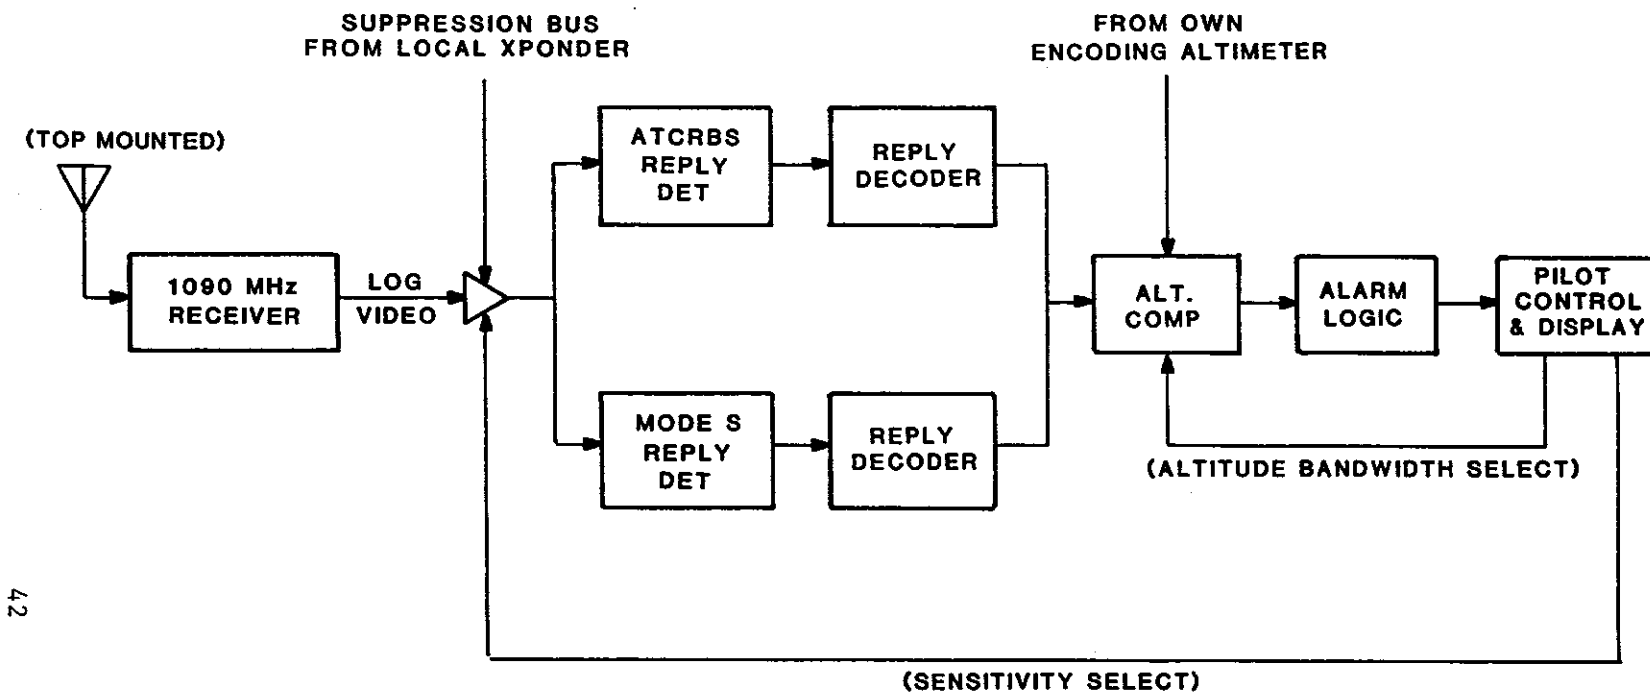 SUPPRESSION BUS
FROM LOCAL XPONDER
FROM OWN
ENCODING ALTIMETER
(TOP MOUNTED)
ATCRBS
REPLY
DET
REPLY
DECODER
1090 MHz
RECEIVER
LOG
VIDEO
ALT.
COMP
ALARM
LOGIC
PILOT
CONTROL
& DISPLAY
MODE S
REPLY
DET
REPLY
DECODER
(ALTITUDE BANDWIDTH SELECT)
(SENSITIVITY SELECT)
42